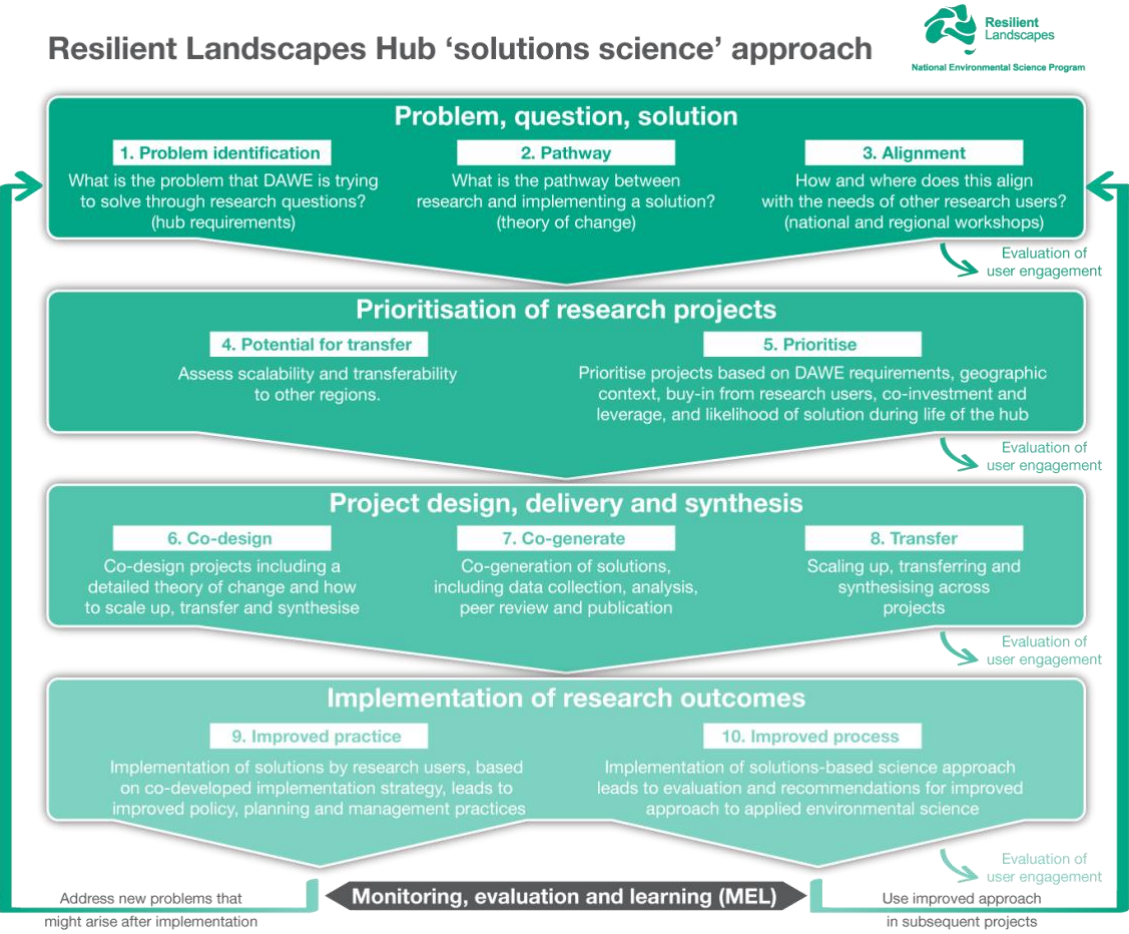 Resilient Landscapes Hub ‘solutions science’ approach
Resilient
Landscapes
National Environmental Science Program
Problem, question, solution
1. Problem identification
What is the problem that DAWE is trying
to solve through research questions?
(hub requirements)
2. Pathway
What is the pathway between
research and implementing a solution?
(theory of change)
3. Alignment
How and where does this align
with the needs of other research users?
(national and regional workshops)
Evaluation of
user engagement
Prioritisation of research projects
4. Potential for transfer
Assess scalability and transferability
to other regions.
5. Prioritise
Prioritise projects based on DAWE requirements, geographic
context, buy-in from research users, co-investment and
leverage, and likelihood of solution during life of the hub
Evaluation of
user engagement
Project design, delivery and synthesis
6. Co-design
Co-design projects including a
detailed theory of change and how
to scale up, transfer and synthesise
7. Co-generate
Co-generation of solutions,
including data collection, analysis,
peer review and publication
8. Transfer
Scaling up, transferring and
synthesising across
projects
Evaluation of
user engagement
Implementation of research outcomes
9. Improved practice
Implementation of solutions by research users, based
on co-developed implementation strategy, leads to
improved policy, planning and management practices
10. Improved process
Implementation of solutions-based science approach
leads to evaluation and recommendations for improved
approach to applied environmental science
Evaluation of
user engagement
Address new problems that
might arise after implementation
Monitoring, evaluation and learning (MEL)
Use improved approach
in subsequent projects